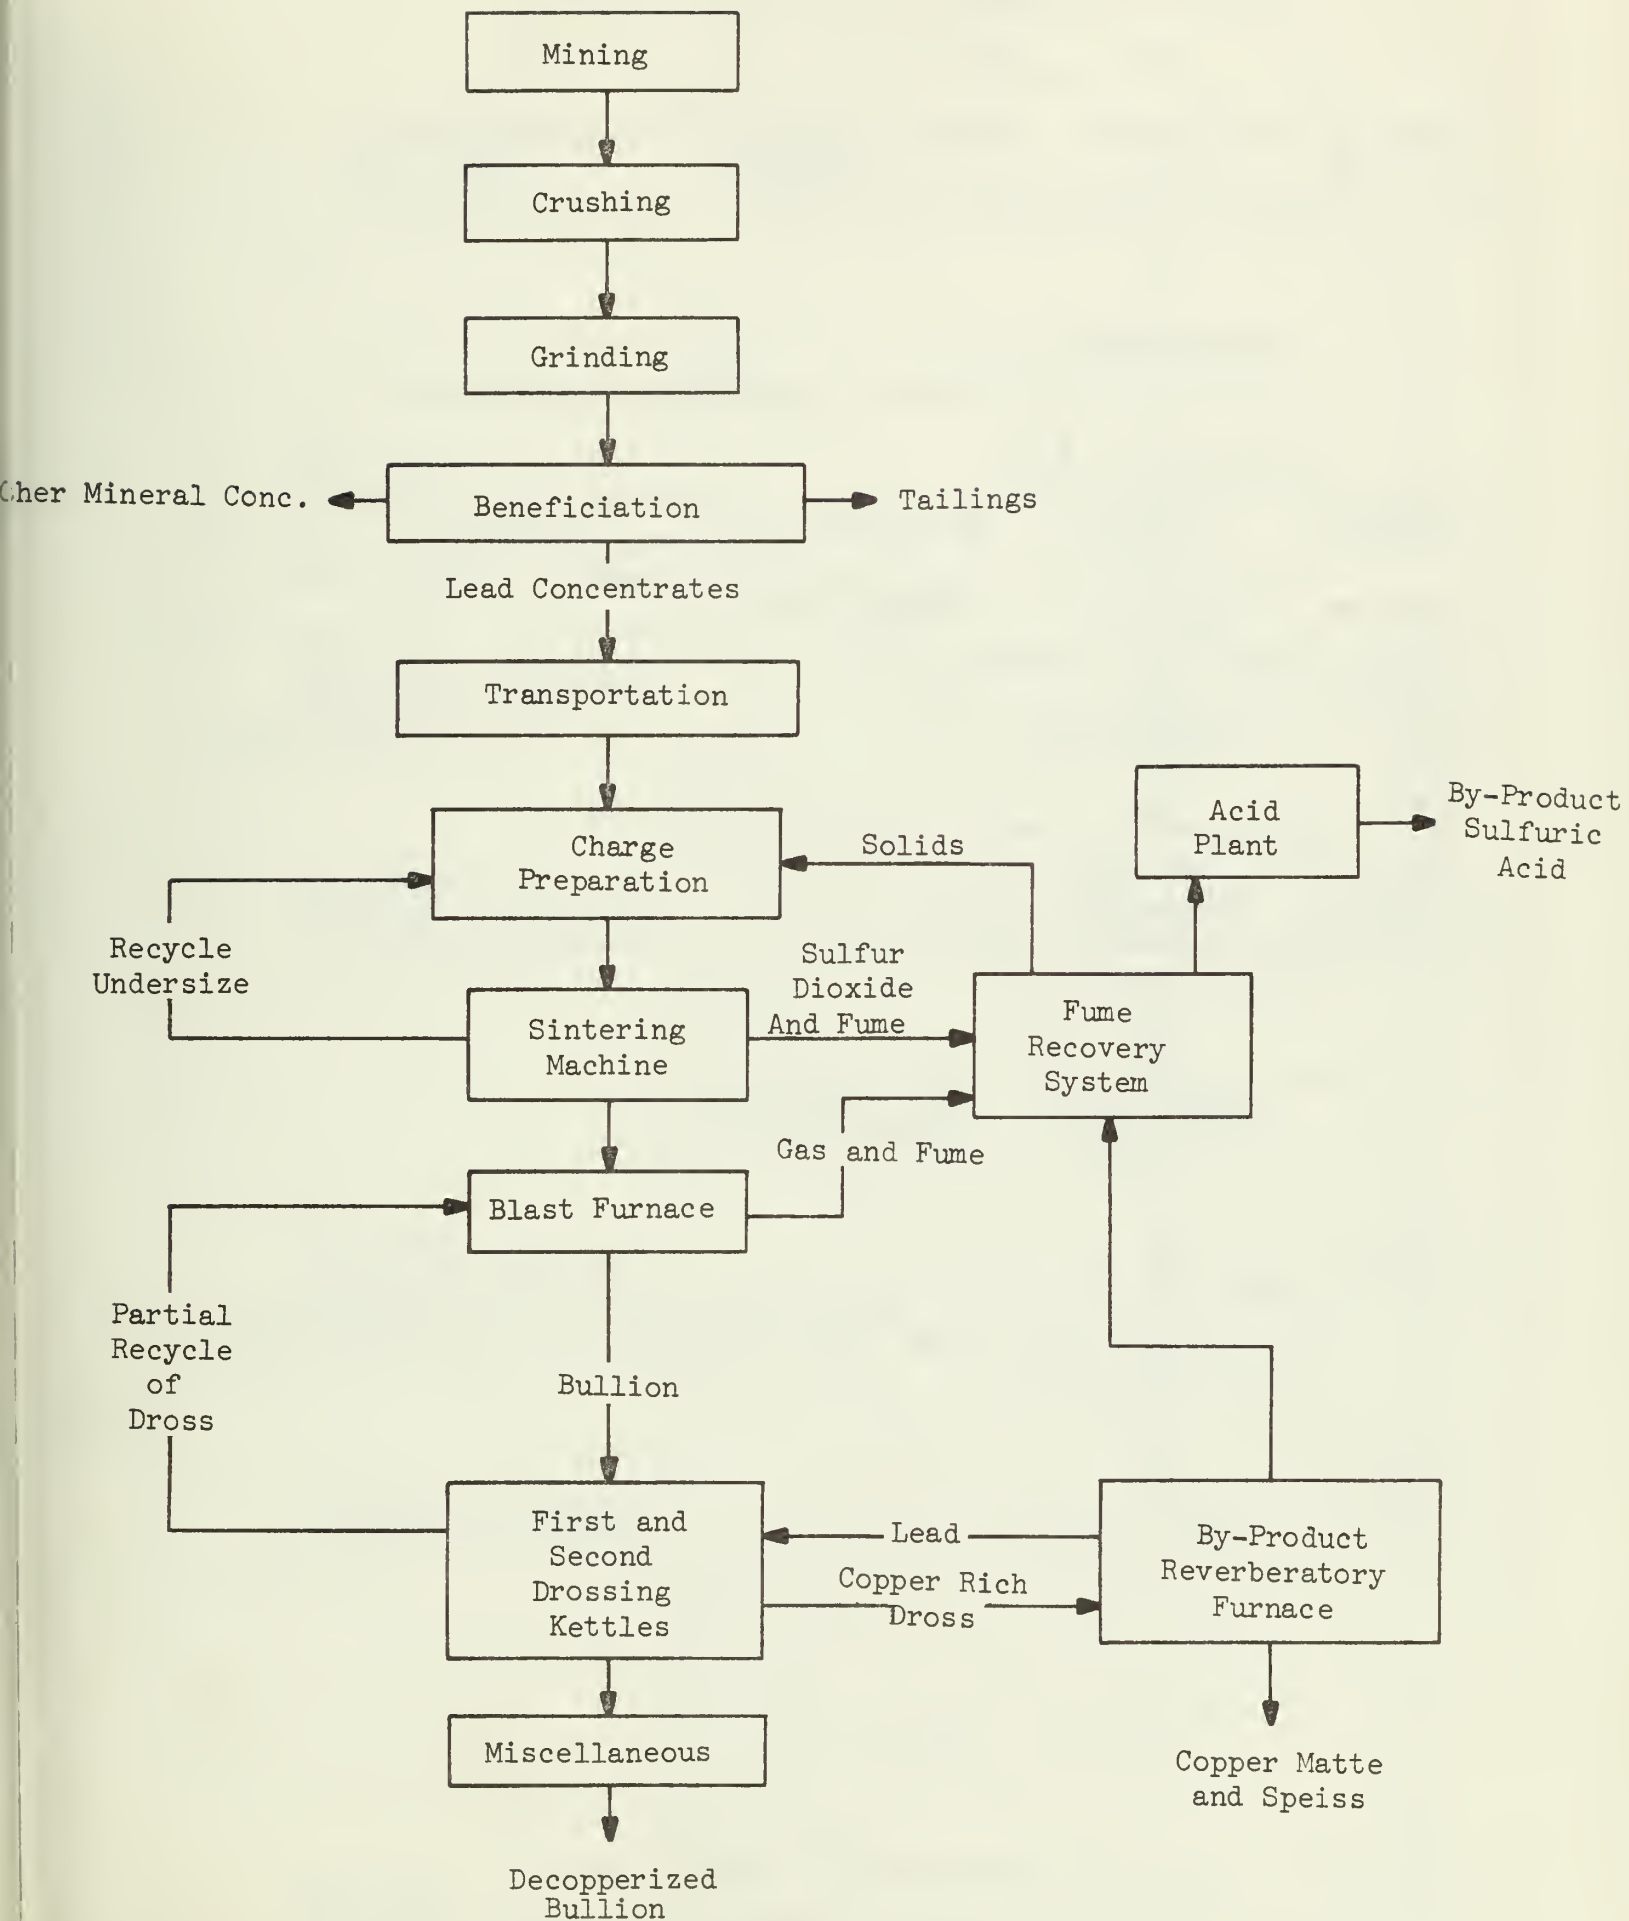 Mining
Crushing
Grinding
Mineral Conc.
Beneficiation
Tailings
Lead Concentrates
Transportation
Charge
Preparation
Solids
Acid
Plant
By-Product
Sulfuric
Acid
Recycle
Undersize
Sulfur
Dioxide
And Fume
Sintering
Machine
Fume
Recovery
System
Gas and Fume
Blast Furnace
Partial
Recycle
of
Dross
Bullion
First and
Second
Drossing
Kettles
Lead
Copper Rich
Dross
By-Product
Reverberatory
Furnace
Miscellaneous
Copper Matte
and Speiss
Decopperized
Bullion